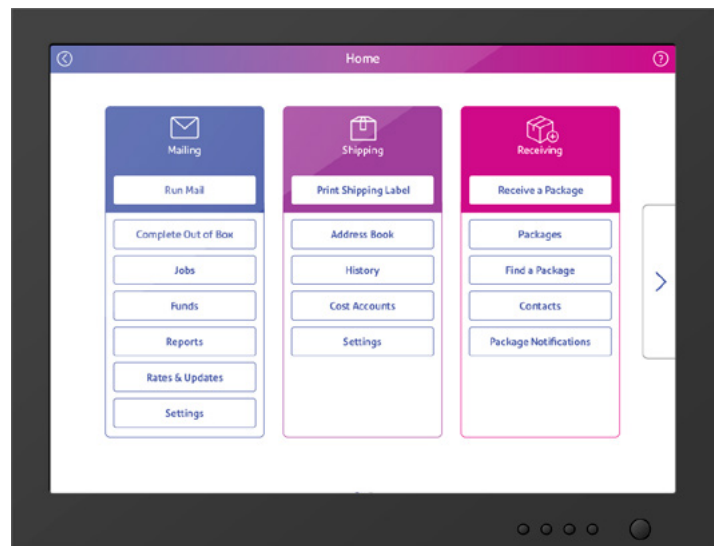 Home
Mailing
Run Mail
Complete Out of Box
Jobs
Funds
Reports
Rates & Updates
Settings
Shipping
Print Shipping Label
Address Book
History
Cost Accounts
Settings
Receiving
Receive a Package
Packages
Find a Package
Contacts
Package Notifications